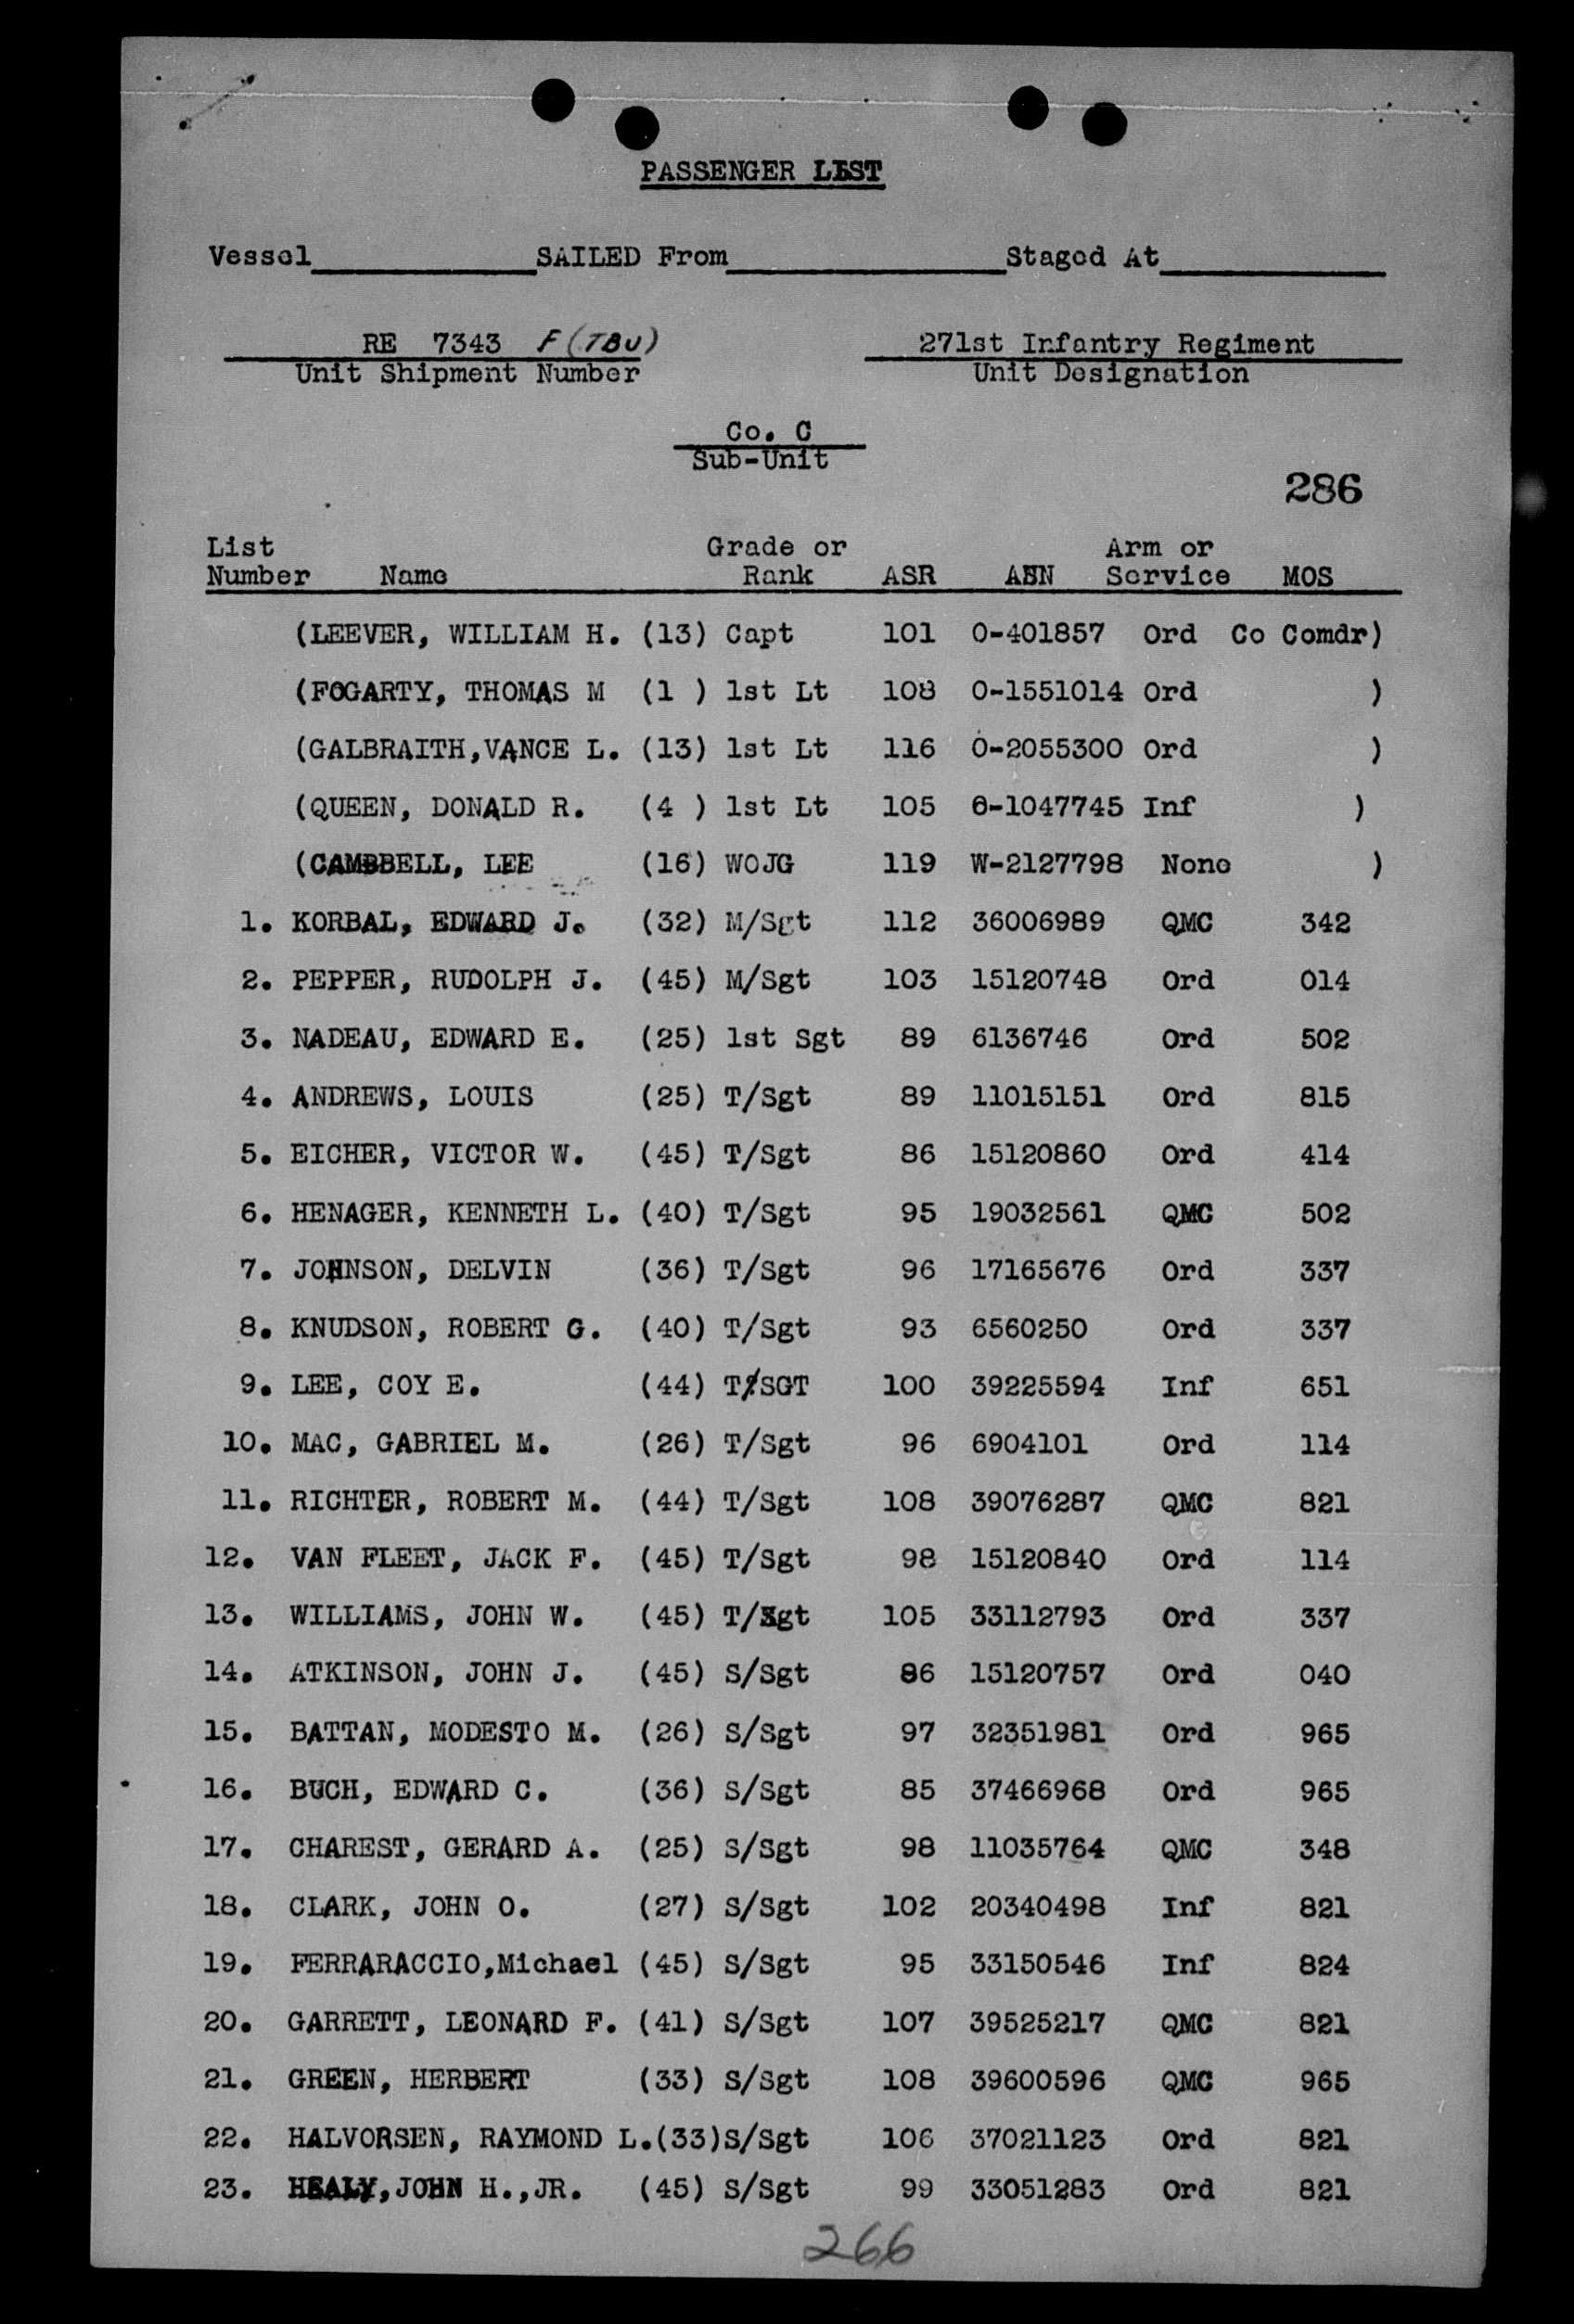 PASSENGER LIST
Vessel____________SAILED From_______________Staged At____________
RE 7343 F(TBU) 271st Infantry Regiment
Unit Shipment Number Unit Designation
Co. C
Sub-Unit
286
List Grade or Arm or
Number Name Rank ASR ASN Service MOS
(LEEVER, WILLIAM H. (13) Capt 101 O-401857 Ord Co Comdr)
(FOGARTY, THOMAS M (1 ) 1st Lt 108 O-1551014 Ord )
(GALBRAITH,VANCE L. (13) 1st Lt 116 O-2055300 Ord )
(QUEEN, DONALD R. (4 ) 1st Lt 105 O-1047745 Inf )
(CAMBBELL, LEE (16) WOJG 119 W-2127798 None )
1. KORBAL, EDWARD J. (32) M/Sgt 112 36006989 QMC 342
2. PEPPER, RUDOLPH J. (45) M/Sgt 103 15120748 Ord 014
3. NADEAU, EDWARD E. (25) 1st Sgt 89 6136746 Ord 502
4. ANDREWS, LOUIS (25) T/Sgt 89 11015151 Ord 815
5. EICHER, VICTOR W. (45) T/Sgt 86 15120860 Ord 414
6. HENAGER, KENNETH L. (40) T/Sgt 95 19032561 QMC 502
7. JOHNSON, DELVIN (36) T/Sgt 96 17165676 Ord 337
8. KNUDSON, ROBERT G. (40) T/Sgt 93 6560250 Ord 337
9. LEE, COY E. (44) T/SGT 100 39225594 Inf 651
10. MAC, GABRIEL M. (26) T/Sgt 96 6904101 Ord 114
11. RICHTER, ROBERT M. (44) T/Sgt 108 39076287 QMC 821
12. VAN FLEET, JACK F. (45) T/Sgt 98 15120840 Ord 114
13. WILLIAMS, JOHN W. (45) T/Sgt 105 33112793 Ord 337
14. ATKINSON, JOHN J. (45) S/Sgt 86 15120757 Ord 040
15. BATTAN, MODESTO M. (26) S/Sgt 97 32351981 Ord 965
16. BUCH, EDWARD C. (36) S/Sgt 85 37466968 Ord 965
17. CHAREST, GERARD A. (25) S/Sgt 98 11035764 QMC 348
18. CLARK, JOHN O. (27) S/Sgt 102 20340498 Inf 821
19. FERRARACCIO,Michael (45) S/Sgt 95 33150546 Inf 824
20. GARRETT, LEONARD F. (41) S/Sgt 107 39525217 QMC 821
21. GREEN, HERBERT (33) S/Sgt 108 39600596 QMC 965
22. HALVORSEN, RAYMOND L.(33)S/Sgt 106 37021123 Ord 821
23. HEALY,JOHN H.,JR. (45) S/Sgt 99 33051283 Ord 821
266